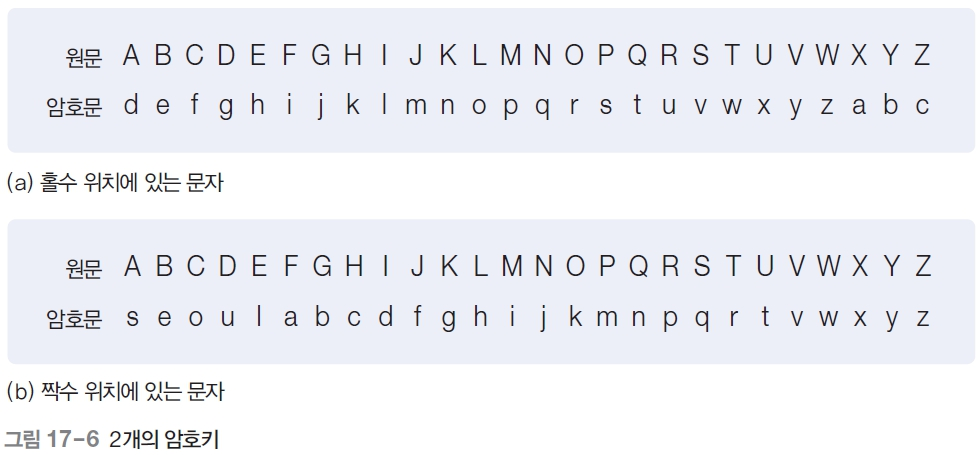 원문 A B C D E F G H I J K L M N O P Q R S T U V W X Y Z
암호문 d e f g h i j k l m n o p q r s t u v w x y z a b c
(a) 홀수 위치에 있는 문자
원문 A B C D E F G H I J K L M N O P Q R S T U V W X Y Z
암호문 s e o u l a b c d f g h i j k m n p q r t v w x y z
(b) 짝수 위치에 있는 문자
그림 17-6 2개의 암호키